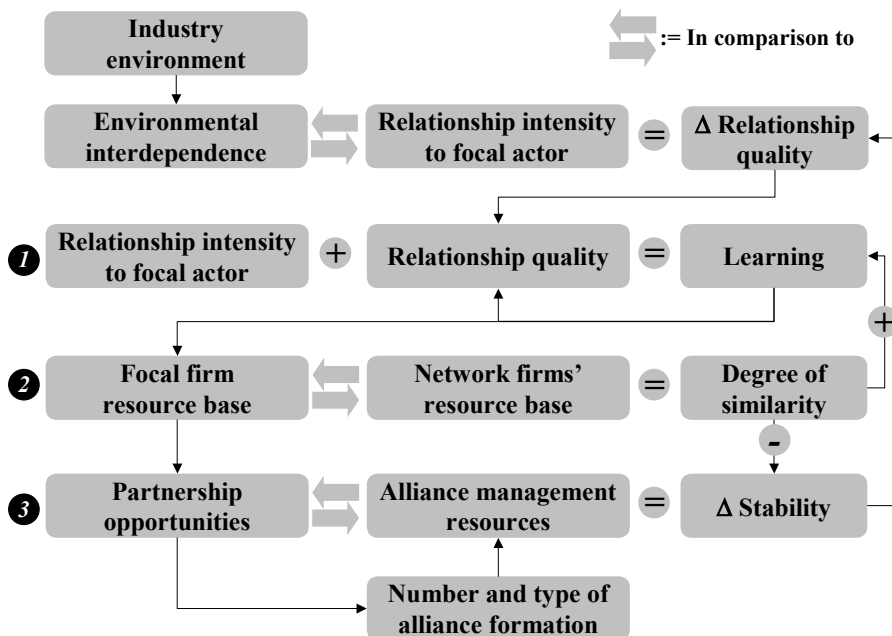 Industry
environment
:= In comparison to
Environmental
interdependence
Relationship intensity
to focal actor
=
Δ Relationship
quality
1
Relationship intensity
to focal actor
+
Relationship quality
=
Learning
+
2
Focal firm
resource base
Network firms’
resource base
=
Degree of
similarity
-
3
Partnership
opportunities
Alliance management
resources
=
Δ Stability
Number and type of
alliance formation